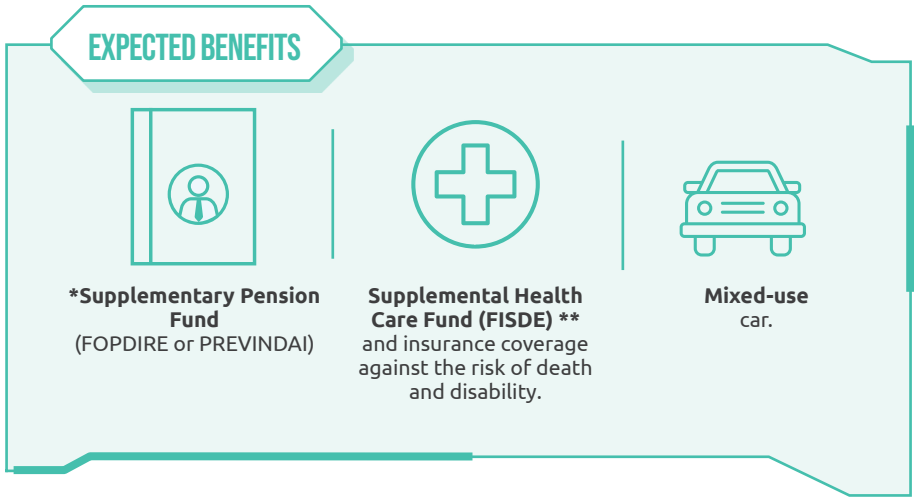 EXPECTED BENEFITS
*Supplementary Pension
Fund
(FOPDIRE or PREVINDAI)
Supplemental Health
Care Fund (FISDE) **
and insurance coverage
against the risk of death
and disability.
Mixed-use
car.